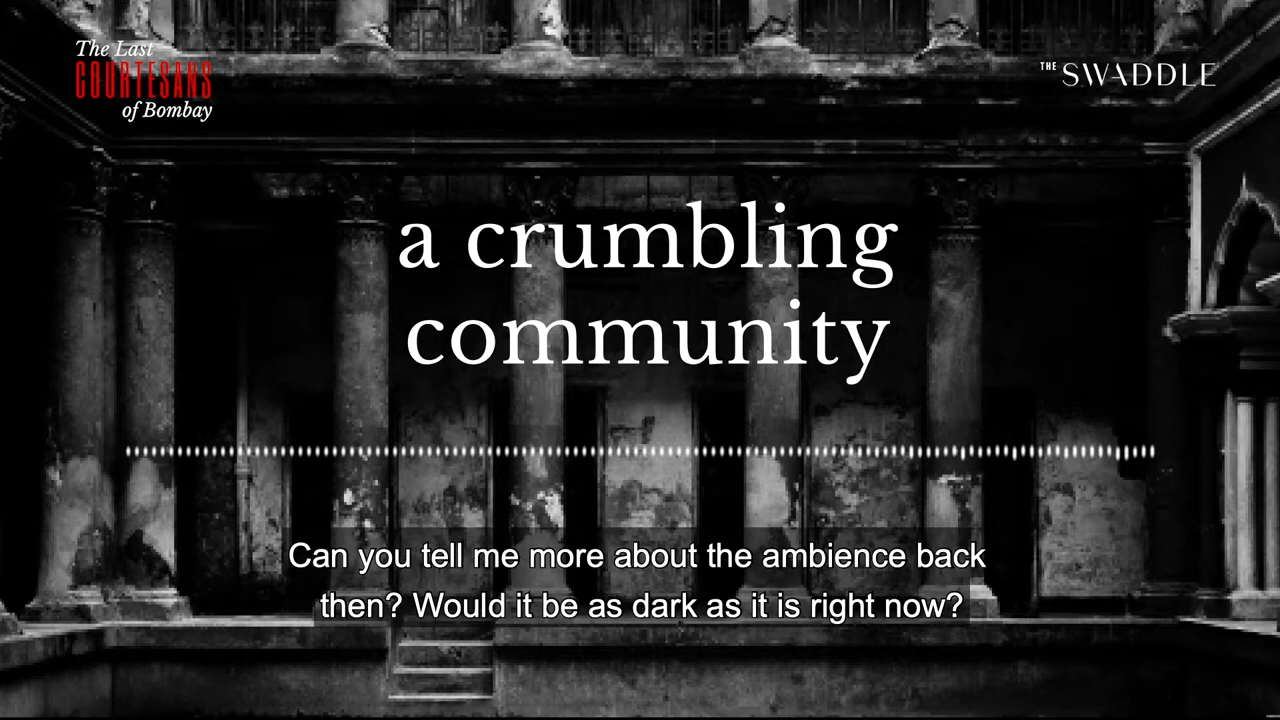 The Last
COURTESANS
of Bombay
THE SWADDLE
a crumbling
community
Can you tell me more about the ambience back
then? Would it be as dark as it is right now?